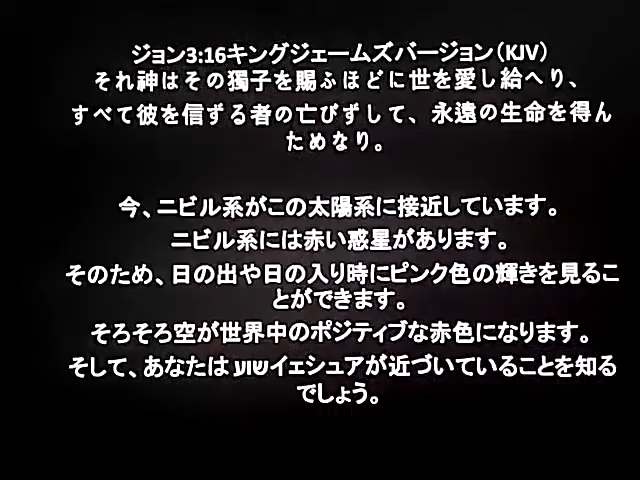 ジョン3:16キングジェームズバージョン（KJV）
それ神はその獨子を賜ふほどに世を愛し給へり、
すべて彼を信ずる者の亡びずして、永遠の生命を得ん
ためなり。
今、ニビル系がこの太陽系に接近しています。
ニビル系には赤い惑星があります。
そのため、日の出や日の入り時にピンク色の輝きを見るこ
とができます。
そろそろ空が世界中のポジティブな赤色になります。
そして、あなたは ישוע イェシュアが近づいていることを知る
でしょう。